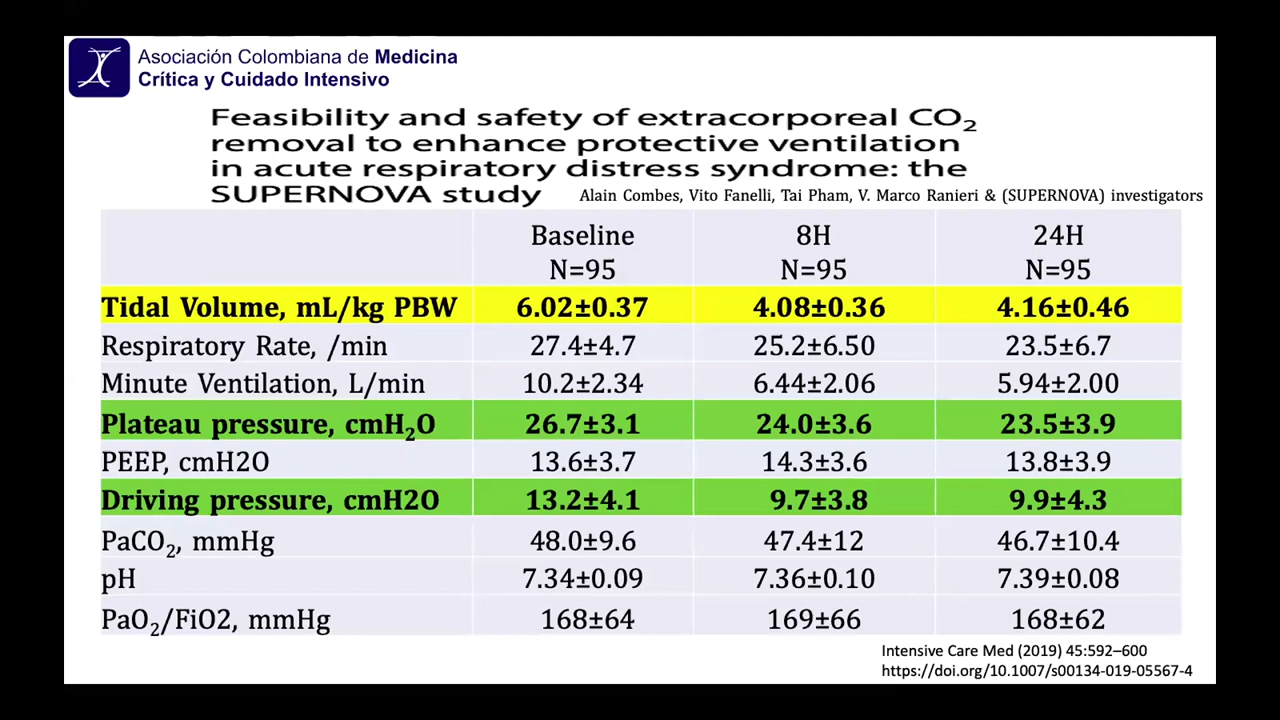 Asociación Colombiana de Medicina
Crítica y Cuidado Intensivo
Feasibility and safety of extracorporeal CO₂
removal to enhance protective ventilation
in acute respiratory distress syndrome: the
SUPERNOVA study
Alain Combes, Vito Fanelli, Tai Pham, V. Marco Ranieri & (SUPERNOVA) investigators
Baseline 8H 24H
N=95 N=95 N=95
Tidal Volume, mL/kg PBW 6.02±0.37 4.08±0.36 4.16±0.46
Respiratory Rate, /min 27.4±4.7 25.2±6.50 23.5±6.7
Minute Ventilation, L/min 10.2±2.34 6.44±2.06 5.94±2.00
Plateau pressure, cmH₂O 26.7±3.1 24.0±3.6 23.5±3.9
PEEP, cmH2O 13.6±3.7 14.3±3.6 13.8±3.9
Driving pressure, cmH2O 13.2±4.1 9.7±3.8 9.9±4.3
PaCO₂, mmHg 48.0±9.6 47.4±12 46.7±10.4
pH 7.34±0.09 7.36±0.10 7.39±0.08
PaO₂/FiO2, mmHg 168±64 169±66 168±62
Intensive Care Med (2019) 45:592–600
https://doi.org/10.1007/s00134-019-05567-4